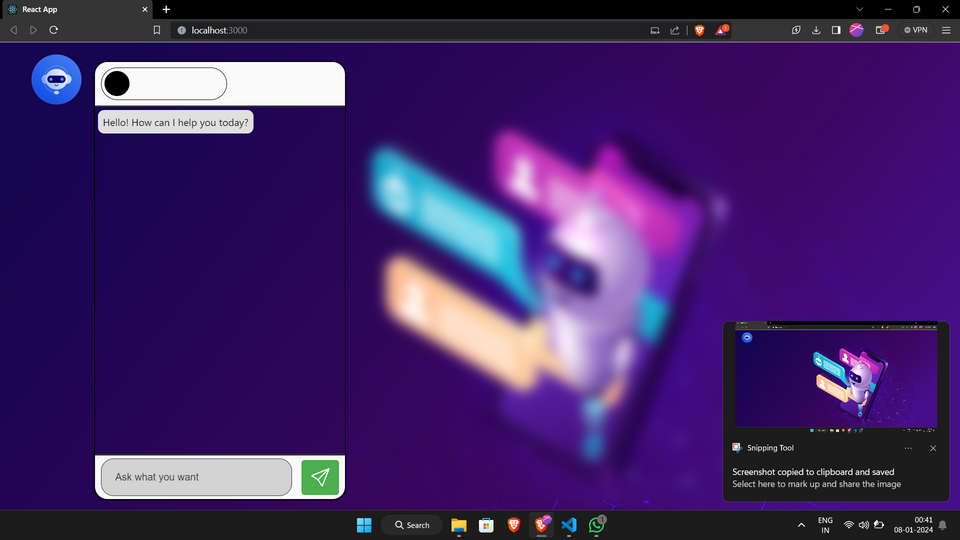 React App
localhost:3000
VPN
Hello! How can I help you today?
Ask what you want
Snipping Tool
Screenshot copied to clipboard and saved
Select here to mark up and share the image
Search
ENG
IN
00:41
08-01-2024